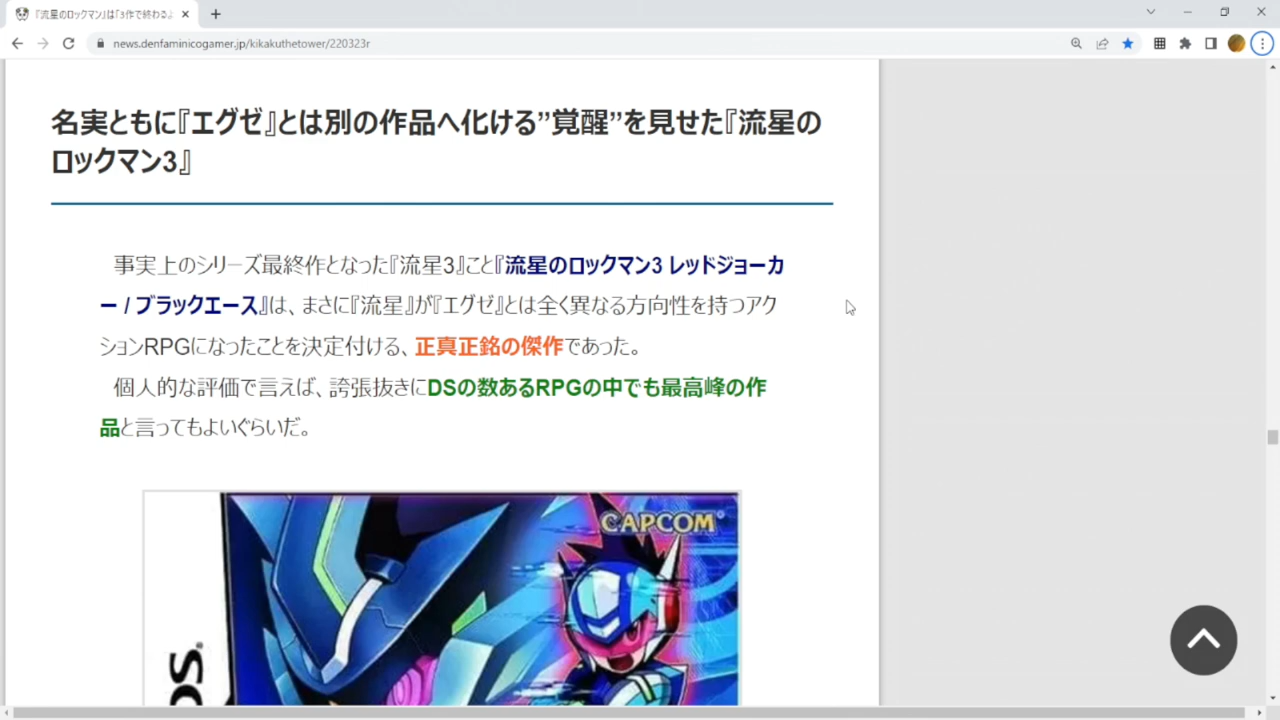 『流星のロックマン』は「3作で終わるよ
news.denfaminicogamer.jp/kikakuthetower/220323r
名実ともに『エグゼ』とは別の作品へ化ける”覚醒”を見せた『流星の
ロックマン3』
事実上のシリーズ最終作となった『流星3』こと『流星のロックマン3 レッドジョーカ
ー / ブラックエース』は、まさに『流星』が『エグゼ』とは全く異なる方向性を持つアク
ションRPGになったことを決定付ける、正真正銘の傑作であった。
個人的な評価で言えば、誇張抜きにDSの数あるRPGの中でも最高峰の作
品と言ってもよいぐらいだ。
CAPCOM
DS